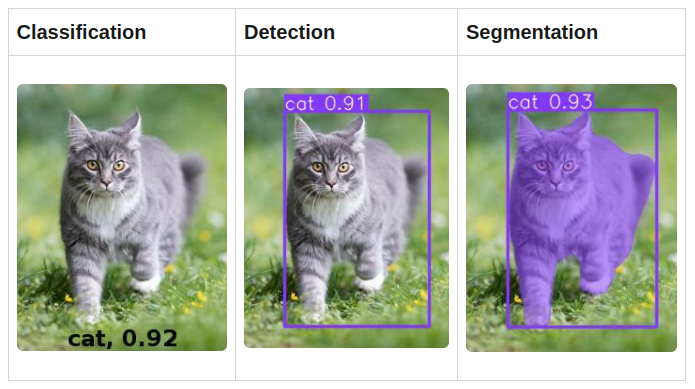 Classification
Detection
Segmentation
cat, 0.92
cat 0.91
cat 0.93